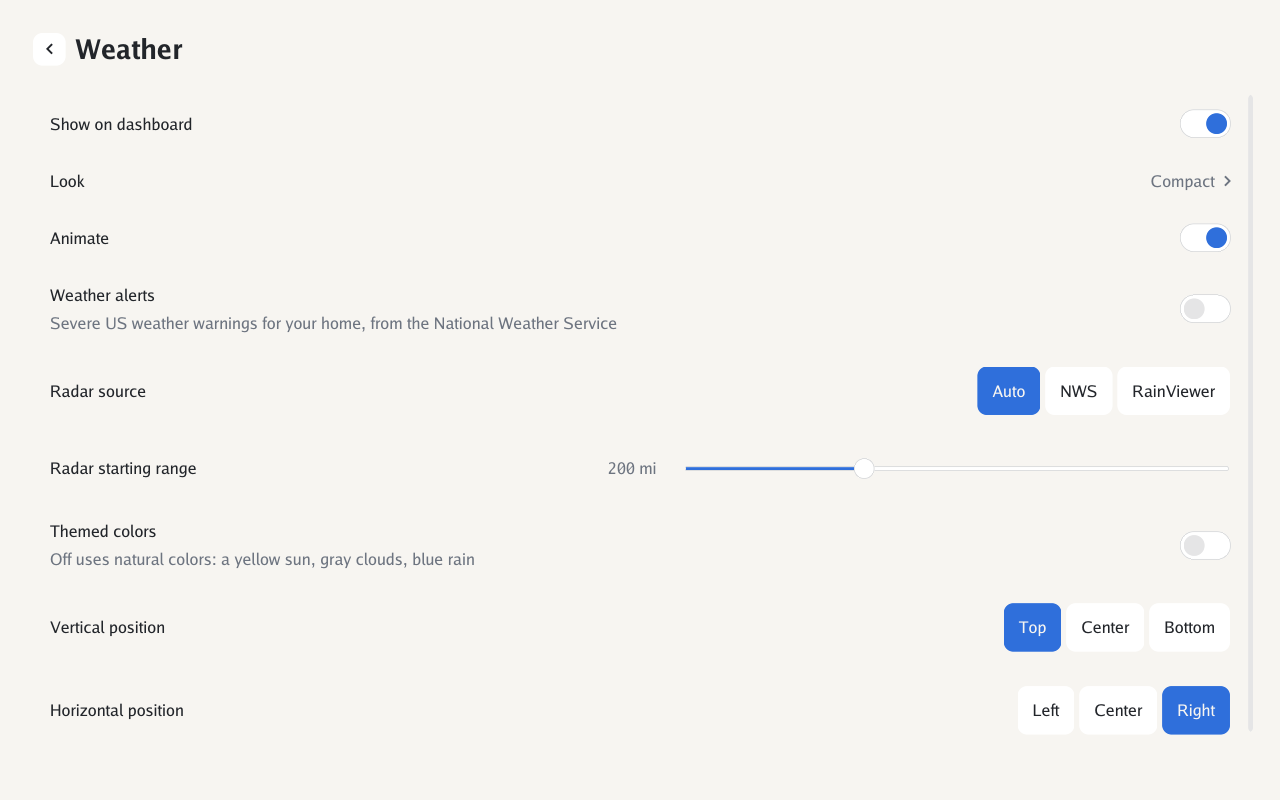 Weather
Show on dashboard
Look
Compact
Animate
Weather alerts
Severe US weather warnings for your home, from the National Weather Service
Radar source
Auto
NWS
RainViewer
Radar starting range
200 mi
Themed colors
Off uses natural colors: a yellow sun, gray clouds, blue rain
Vertical position
Top
Center
Bottom
Horizontal position
Left
Center
Right